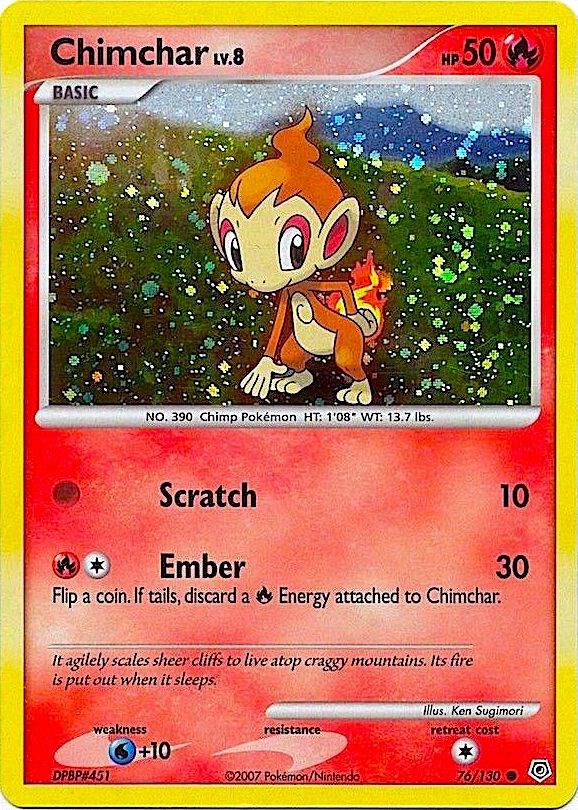 Chimchar LV.8 HP 50
BASIC
NO. 390 Chimp Pokémon HT: 1'08" WT: 13.7 lbs.
Scratch 10
Ember 30
Flip a coin. If tails, discard a Energy attached to Chimchar.
It agilely scales sheer cliffs to live atop craggy mountains. Its fire
is put out when it sleeps.
Illus. Ken Sugimori
weakness resistance retreat cost
+10
DPBP#451 ©2007 Pokémon/Nintendo 76/130